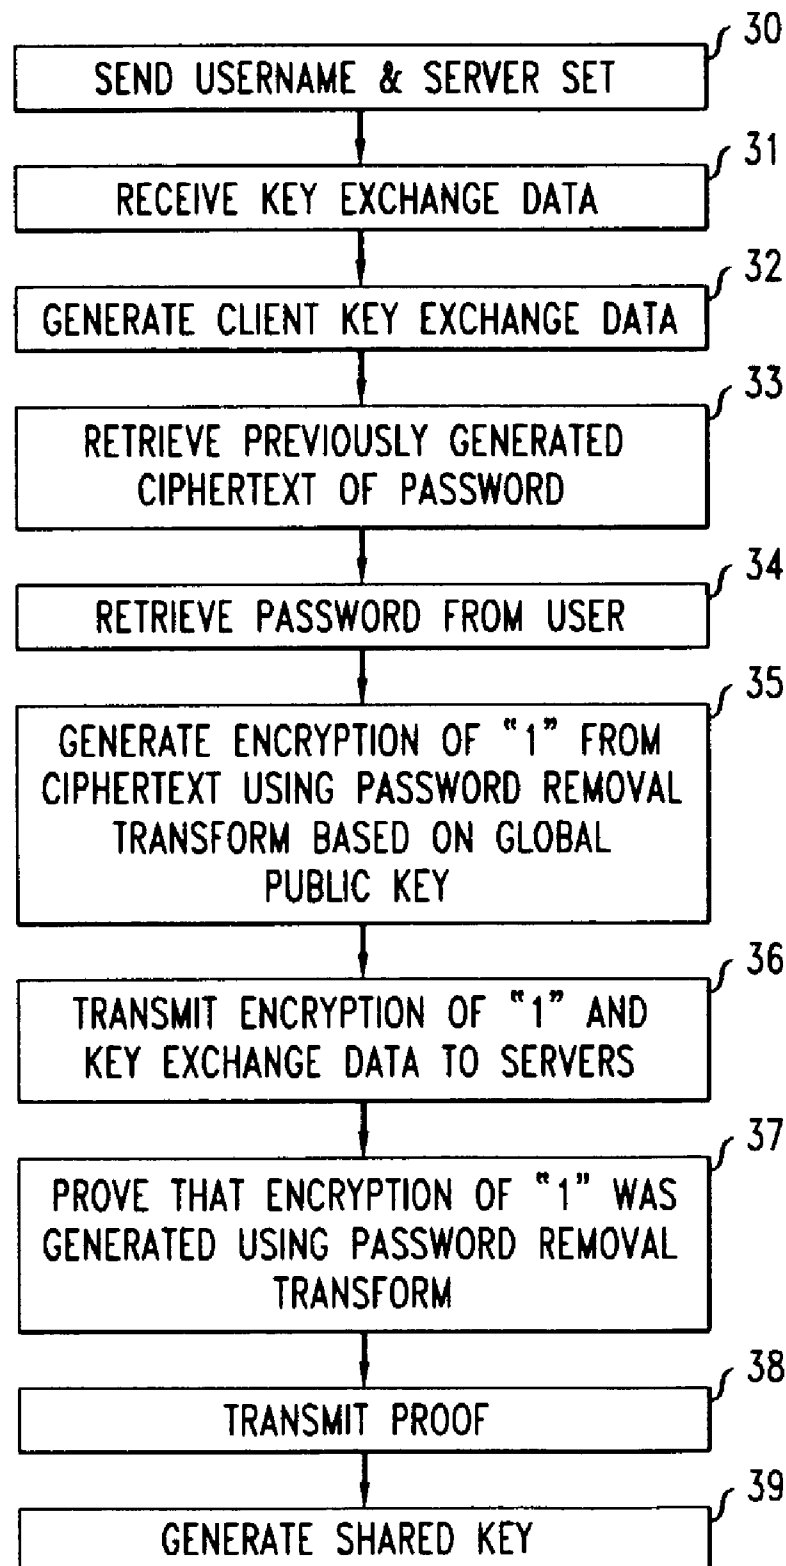 30
SEND USERNAME & SERVER SET
31
RECEIVE KEY EXCHANGE DATA
32
GENERATE CLIENT KEY EXCHANGE DATA
33
RETRIEVE PREVIOUSLY GENERATED
CIPHERTEXT OF PASSWORD
34
RETRIEVE PASSWORD FROM USER
35
GENERATE ENCRYPTION OF "1" FROM
CIPHERTEXT USING PASSWORD REMOVAL
TRANSFORM BASED ON GLOBAL
PUBLIC KEY
36
TRANSMIT ENCRYPTION OF "1" AND
KEY EXCHANGE DATA TO SERVERS
37
PROVE THAT ENCRYPTION OF "1" WAS
GENERATED USING PASSWORD REMOVAL
TRANSFORM
38
TRANSMIT PROOF
39
GENERATE SHARED KEY